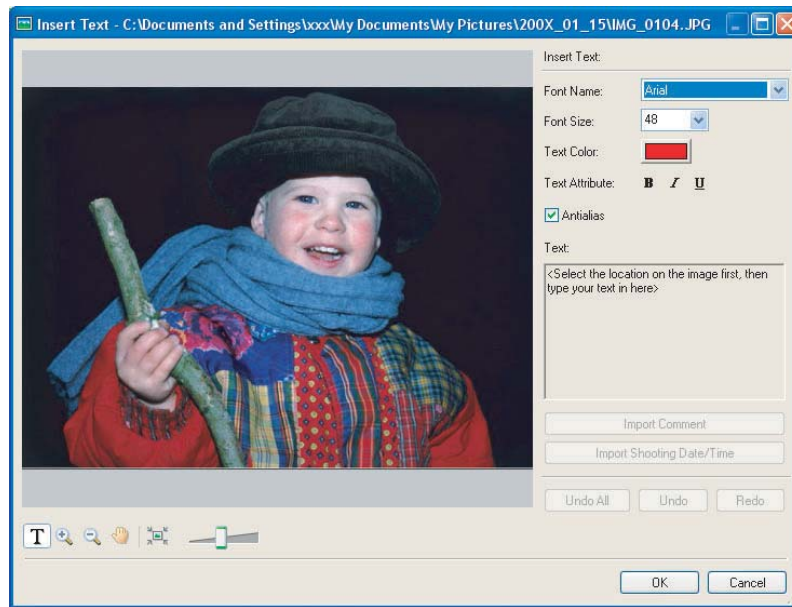 Insert Text - C:\Documents and Settings\xxx\My Documents\My Pictures\200X_01_15\IMG_0104.JPG
Insert Text:
Font Name: Arial
Font Size: 48
Text Color:
Text Attribute: B I U
Antialias
Text:
<Select the location on the image first, then
type your text in here>
Import Comment
Import Shooting Date/Time
Undo All Undo Redo
T
OK Cancel